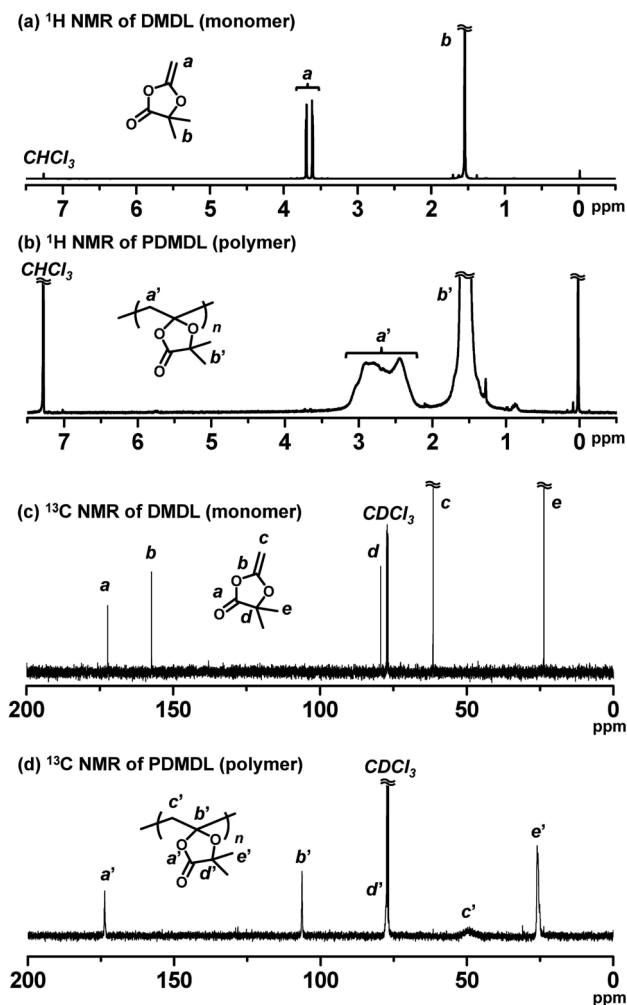 (a) ¹H NMR of DMDL (monomer)
a
b
a
O
O
O
b
CHCl₃
7 6 5 4 3 2 1 0 ppm
(b) ¹H NMR of PDMDL (polymer)
CHCl₃
a’
n
O
O
O
b’
a’
b’
7 6 5 4 3 2 1 0 ppm
(c) ¹³C NMR of DMDL (monomer)
a
b
c
b
a
O
O
O
d
e
d
CDCl₃
c
e
200 150 100 50 0
ppm
(d) ¹³C NMR of PDMDL (polymer)
a’
c’
b’
n
a’
O
O
O
d’
e’
b’
CDCl₃
d’
c’
e’
200 150 100 50 0
ppm